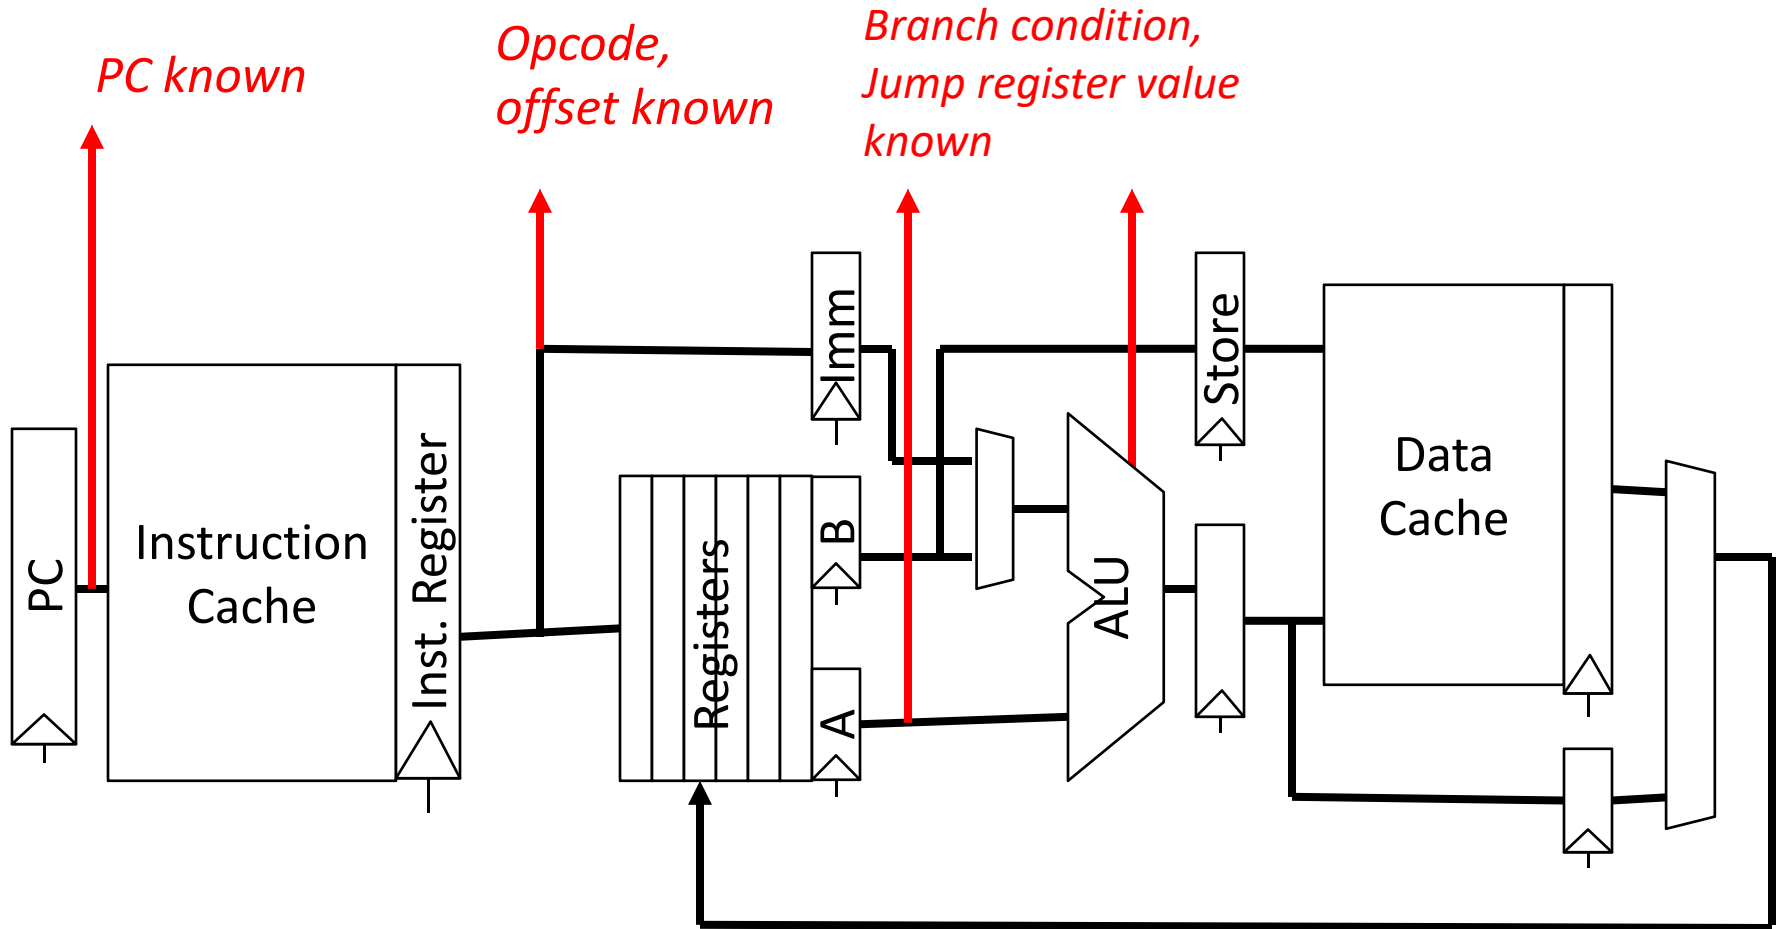 PC known
Opcode,
offset known
Branch condition,
Jump register value
known
PC
Instruction
Cache
Inst. Register
Registers
Imm
B
A
ALU
Store
Data
Cache